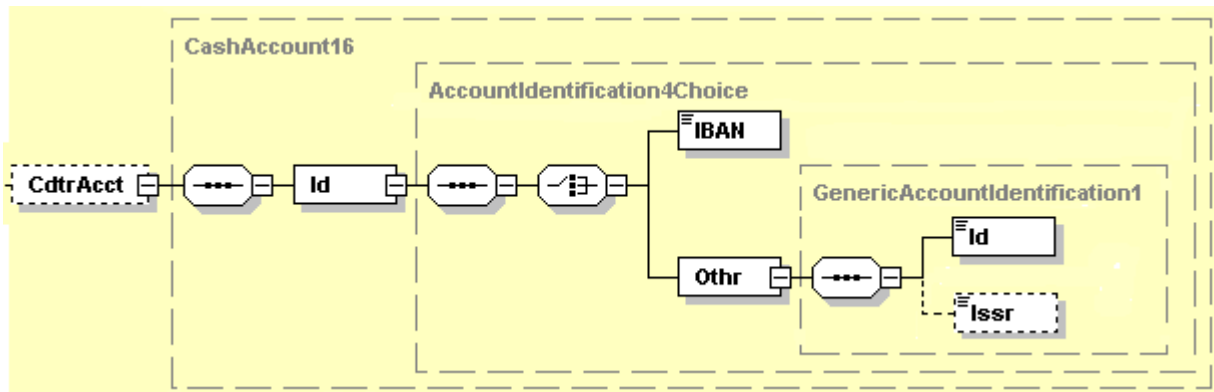 CashAccount16
AccountIdentification4Choice
IBAN
CdtrAcct
Id
GenericAccountIdentification1
Id
Othr
Issr